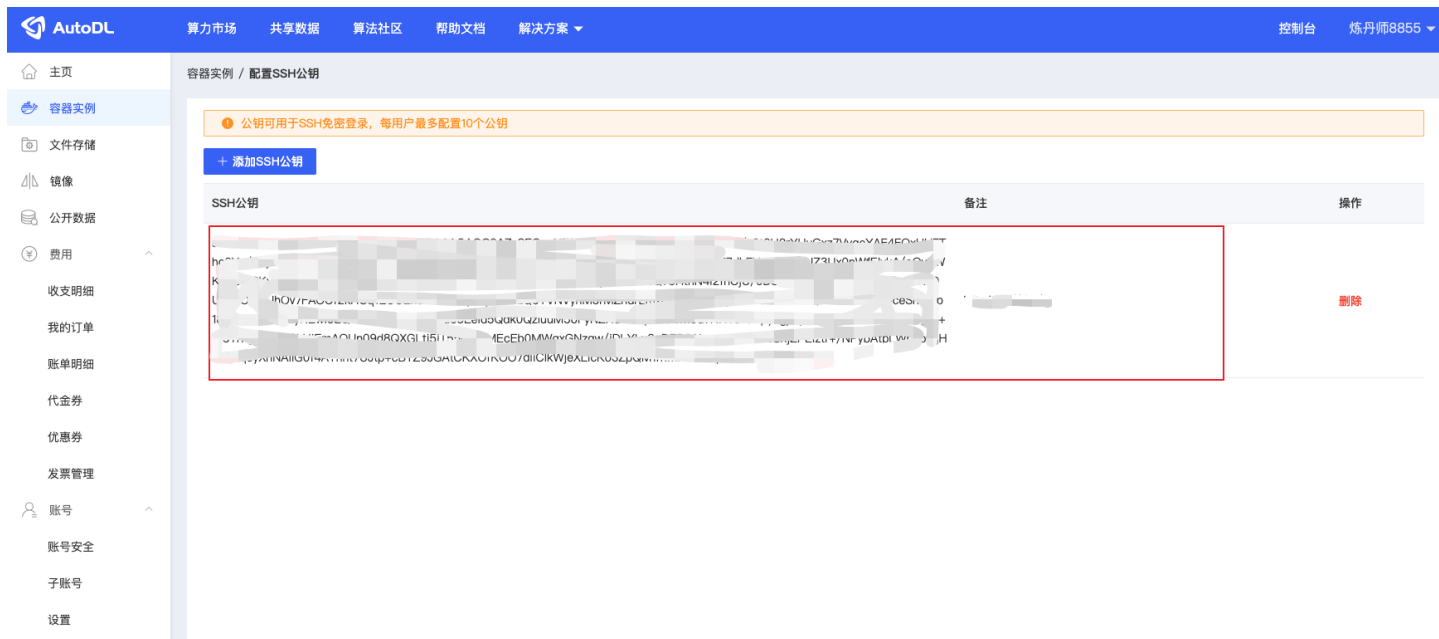 AutoDL 算力市场 共享数据 算法社区 帮助文档 解决方案 控制台 炼丹师8855
主页
容器实例
文件存储
镜像
公开数据
费用
收支明细
我的订单
账单明细
代金券
优惠券
发票管理
账号
账号安全
子账号
设置
容器实例 / 配置SSH公钥
公钥可用于SSH免密登录，每用户最多配置10个公钥
+ 添加SSH公钥
SSH公钥 备注 操作
删除